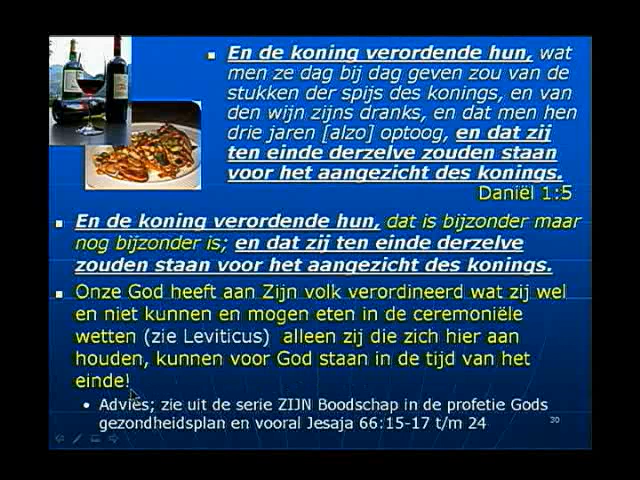 ▪ En de koning verordende hun, wat
men ze dag bij dag geven zou van de
stukken der spijs des konings, en van
den wijn zijns dranks, en dat men hen
drie jaren [alzo] optoog, en dat zij
ten einde derzelve zouden staan
voor het aangezicht des konings.
Daniël 1:5
▪ En de koning verordende hun, dat is bijzonder maar
nog bijzonder is; en dat zij ten einde derzelve
zouden staan voor het aangezicht des konings.
▪ Onze God heeft aan Zijn volk verordineerd wat zij wel
en niet kunnen en mogen eten in de ceremoniële
wetten (zie Leviticus) alleen zij die zich hier aan
houden, kunnen voor God staan in de tijd van het
einde!
• Advies; zie uit de serie ZIJN Boodschap in de profetie Gods
gezondheidsplan en vooral Jesaja 66:15-17 t/m 24
30